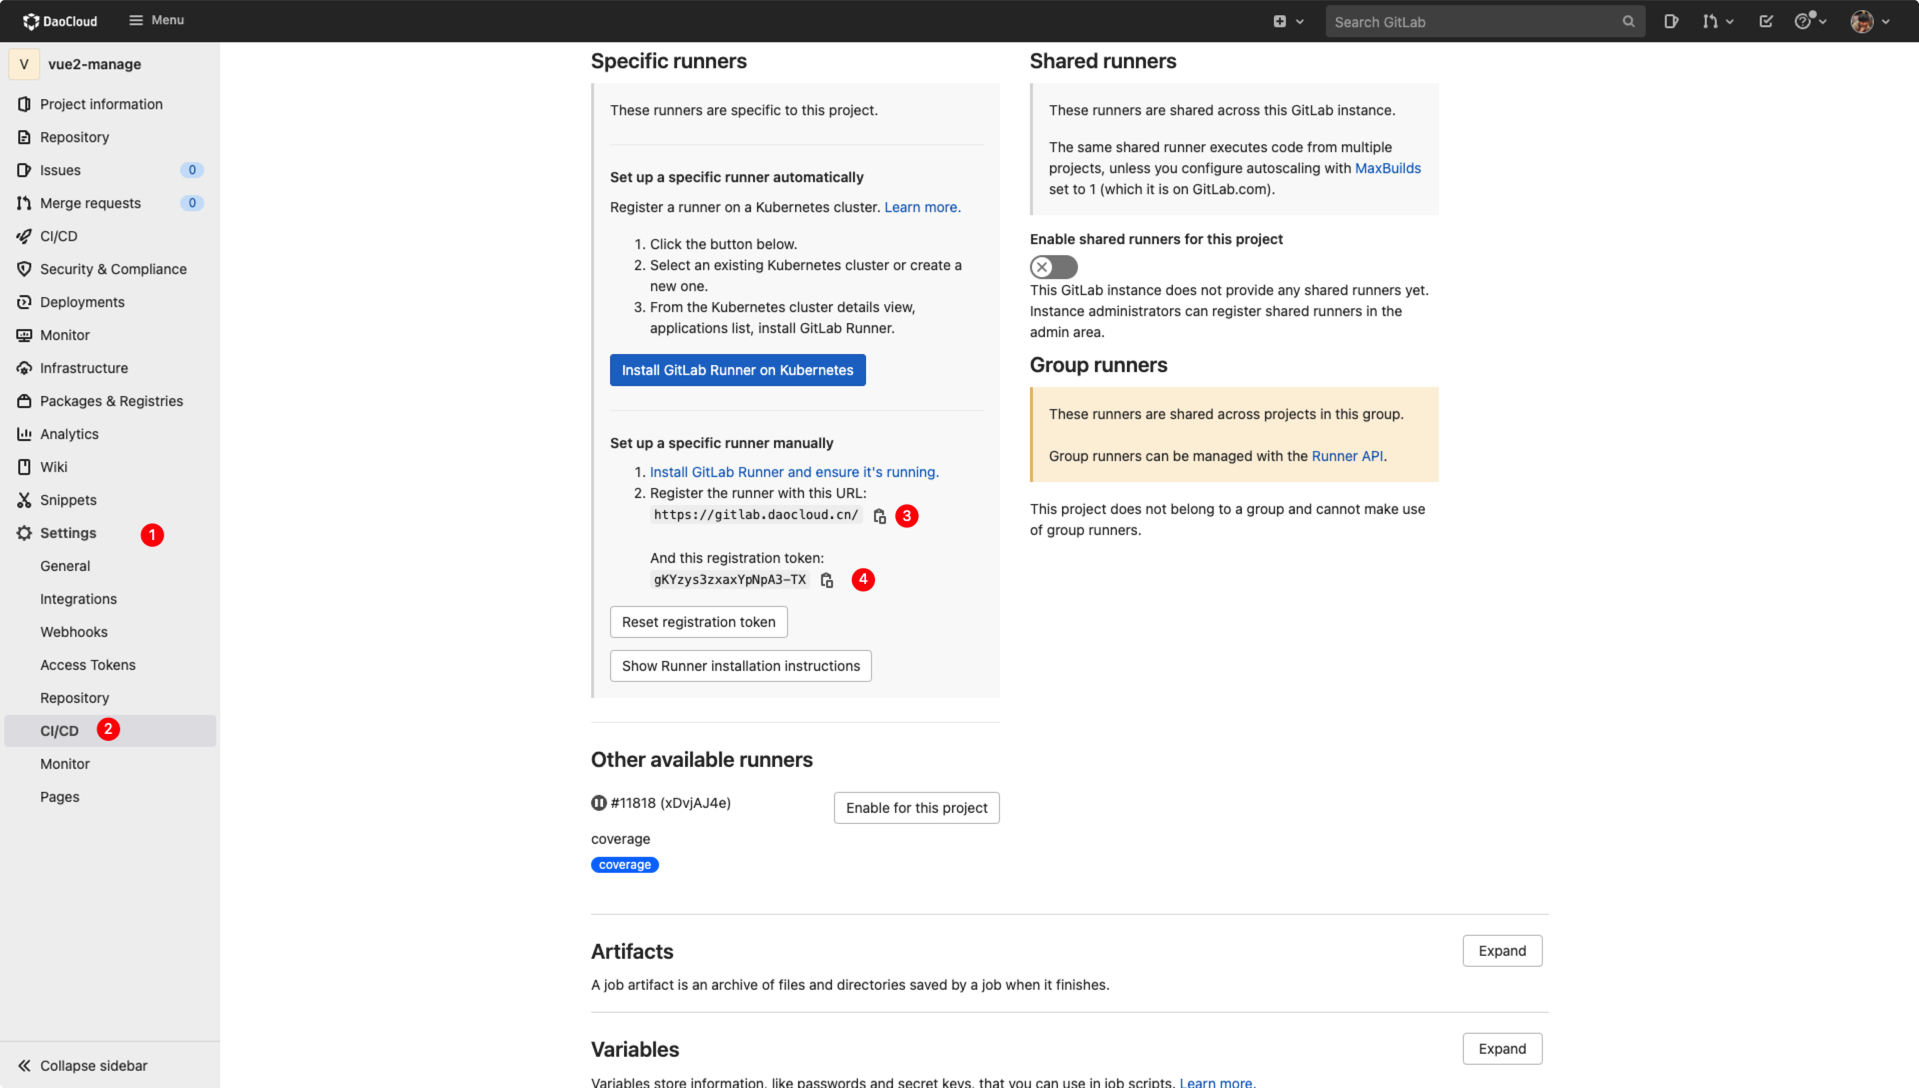 DaoCloud
Menu
Search GitLab
V
vue2-manage
Project information
Repository
Issues
0
Merge requests
0
CI/CD
Security & Compliance
Deployments
Monitor
Infrastructure
Packages & Registries
Analytics
Wiki
Snippets
Settings
1
General
Integrations
Webhooks
Access Tokens
Repository
CI/CD
2
Monitor
Pages
Collapse sidebar
Specific runners
These runners are specific to this project.
Set up a specific runner automatically
Register a runner on a Kubernetes cluster. Learn more.
1. Click the button below.
2. Select an existing Kubernetes cluster or create a
new one.
3. From the Kubernetes cluster details view,
applications list, install GitLab Runner.
Install GitLab Runner on Kubernetes
Set up a specific runner manually
1. Install GitLab Runner and ensure it's running.
2. Register the runner with this URL:
https://gitlab.daocloud.cn/
3
And this registration token:
gKYzys3zxaxYpNpA3-TX
4
Reset registration token
Show Runner installation instructions
Other available runners
#11818 (xDvjAJ4e)
Enable for this project
coverage
coverage
Shared runners
These runners are shared across this GitLab instance.
The same shared runner executes code from multiple
projects, unless you configure autoscaling with MaxBuilds
set to 1 (which it is on GitLab.com).
Enable shared runners for this project
This GitLab instance does not provide any shared runners yet.
Instance administrators can register shared runners in the
admin area.
Group runners
These runners are shared across projects in this group.
Group runners can be managed with the Runner API.
This project does not belong to a group and cannot make use
of group runners.
Artifacts
Expand
A job artifact is an archive of files and directories saved by a job when it finishes.
Variables
Expand
Variables store information, like passwords and secret keys, that you can use in job scripts. Learn more.